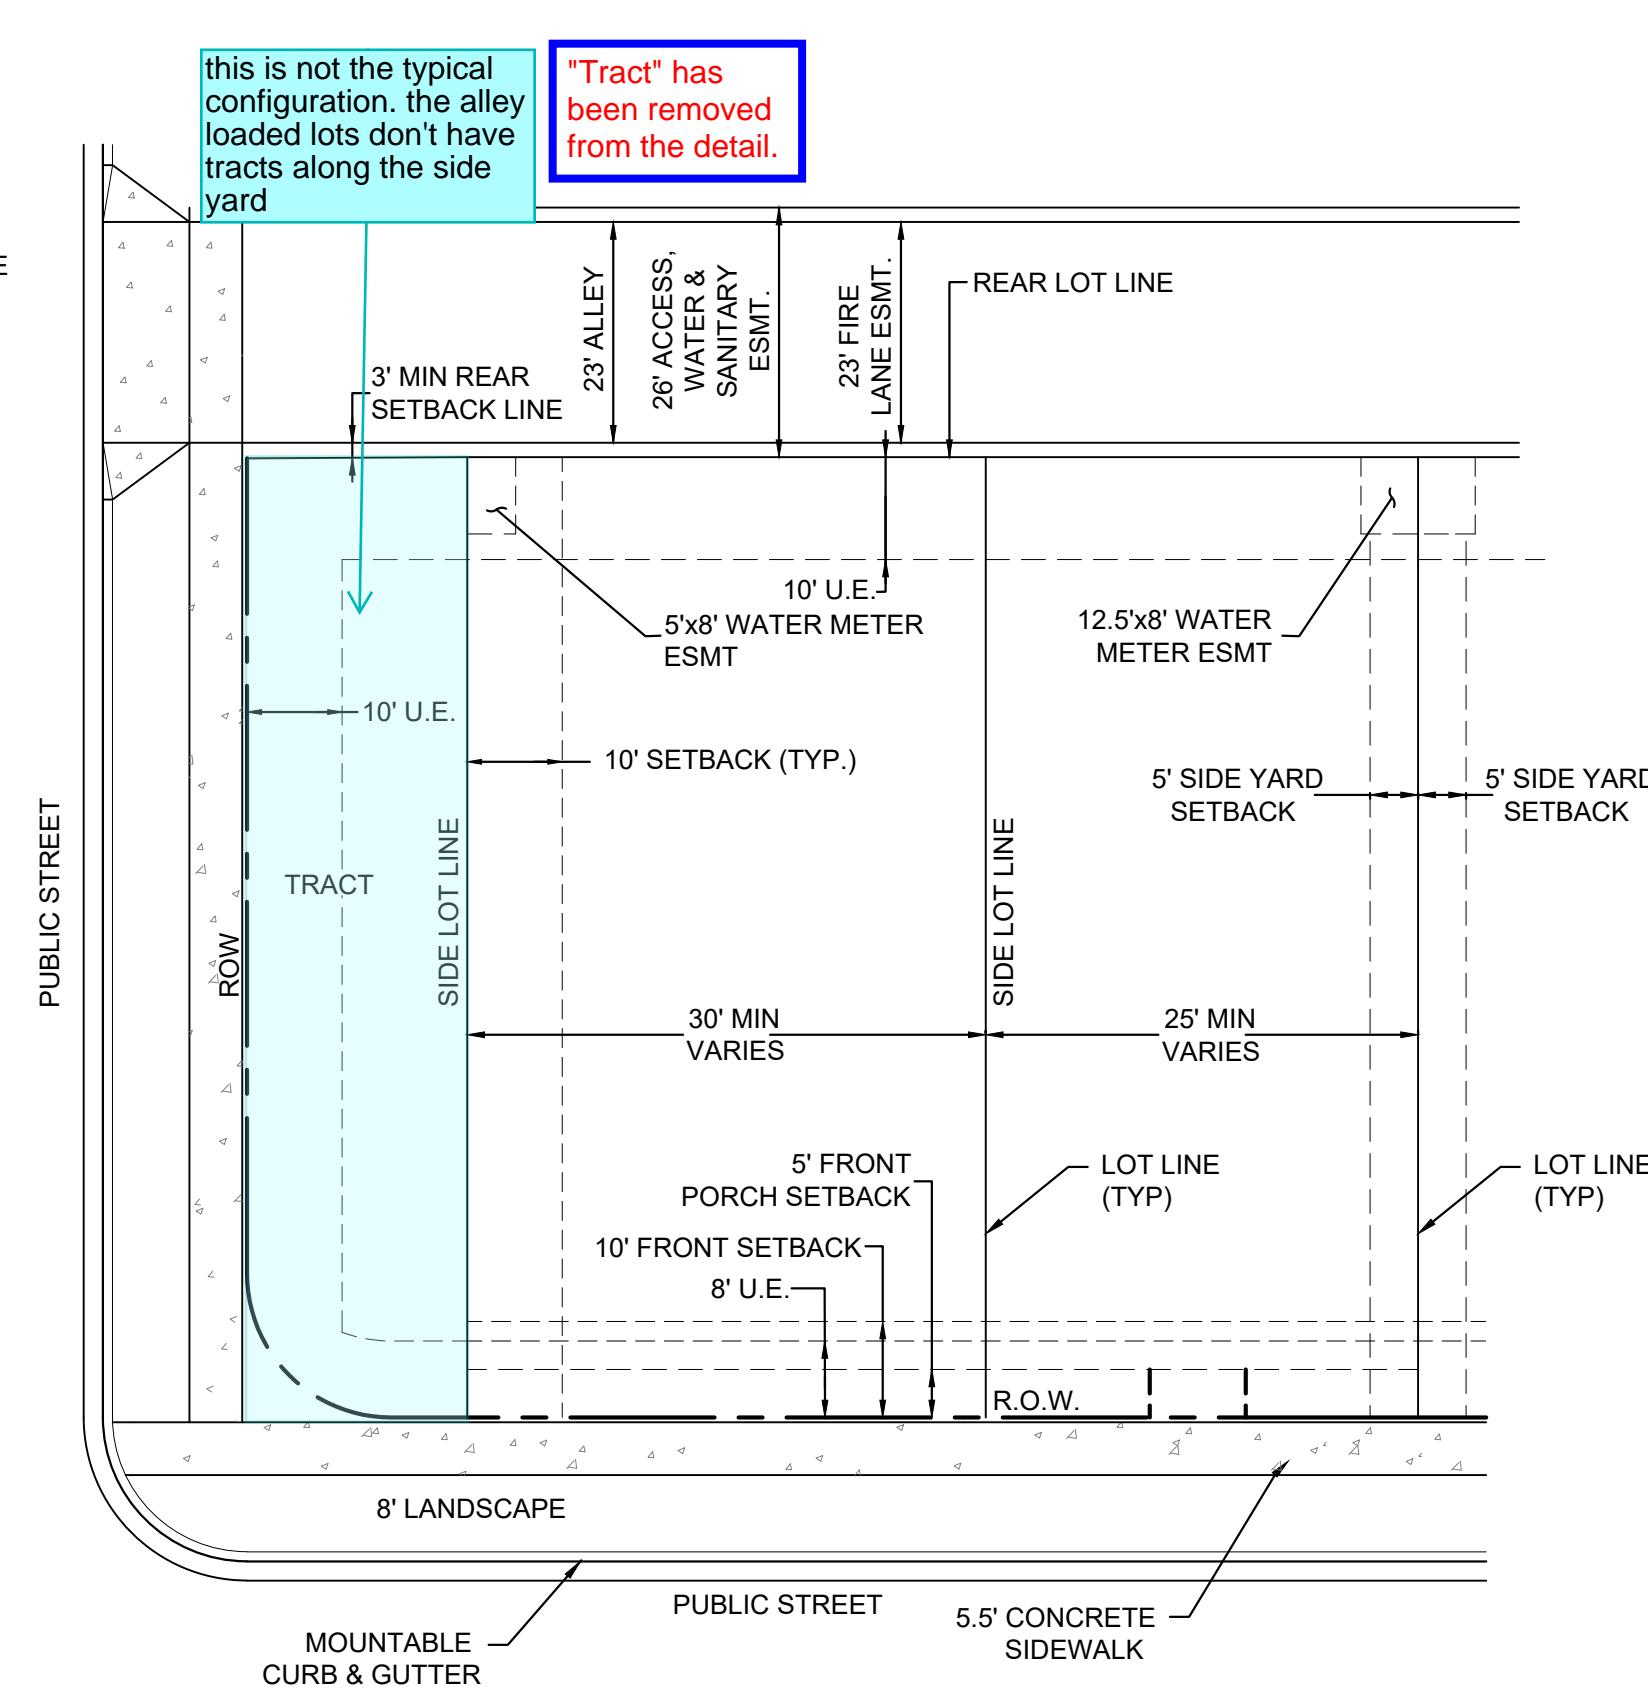 this is not the typical
configuration. the alley
loaded lots don't have
tracts along the side
yard
"Tract" has
been removed
from the detail.
E
23' ALLEY
26' ACCESS,
WATER &
SANITARY
ESMT.
23' FIRE
LANE ESMT.
REAR LOT LINE
3' MIN REAR
SETBACK LINE
10' U.E.
5'x8' WATER METER
ESMT
12.5'x8' WATER
METER ESMT
10' U.E.
10' SETBACK (TYP.)
5' SIDE YARD
SETBACK
5' SIDE YARD
SETBACK
PUBLIC STREET
TRACT
ROW
SIDE LOT LINE
SIDE LOT LINE
30' MIN
VARIES
25' MIN
VARIES
5' FRONT
PORCH SETBACK
LOT LINE
(TYP)
LOT LINE
(TYP)
10' FRONT SETBACK
8' U.E.
R.O.W.
8' LANDSCAPE
PUBLIC STREET
5.5' CONCRETE
SIDEWALK
MOUNTABLE
CURB & GUTTER